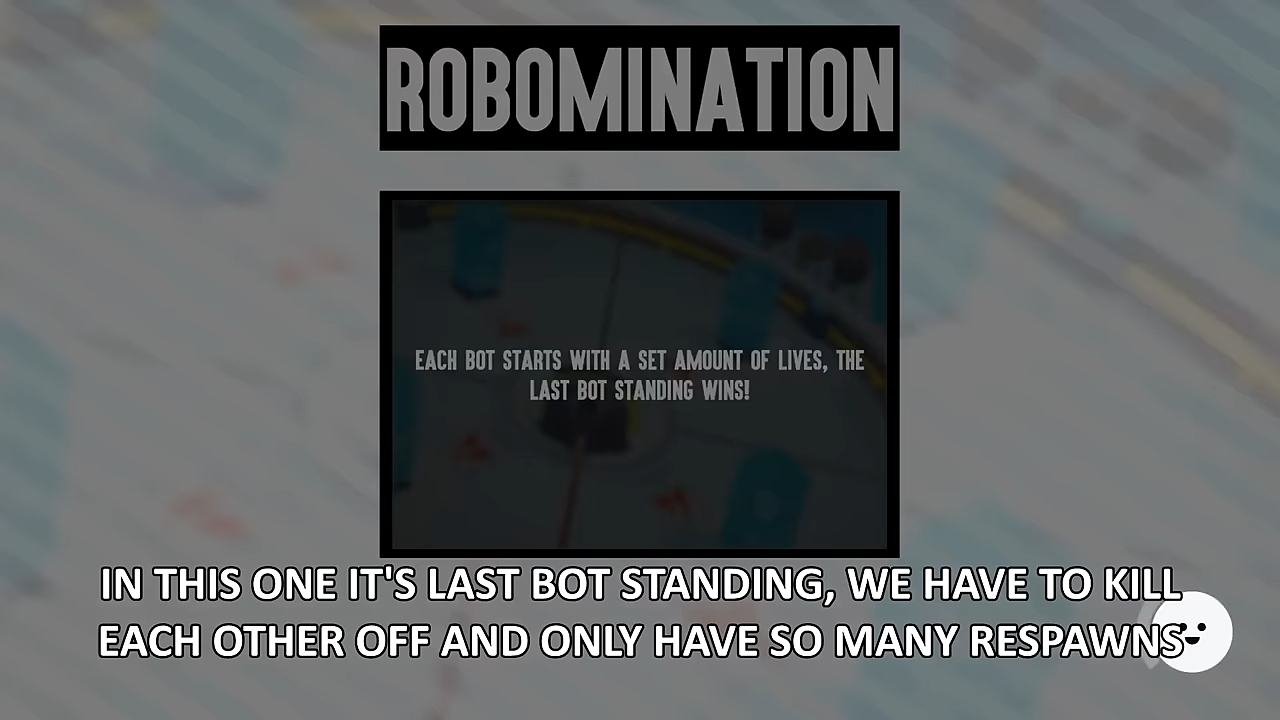 ROBOMINATION
EACH BOT STARTS WITH A SET AMOUNT OF LIVES, THE
LAST BOT STANDING WINS!
IN THIS ONE IT'S LAST BOT STANDING, WE HAVE TO KILL
EACH OTHER OFF AND ONLY HAVE SO MANY RESPAWNS